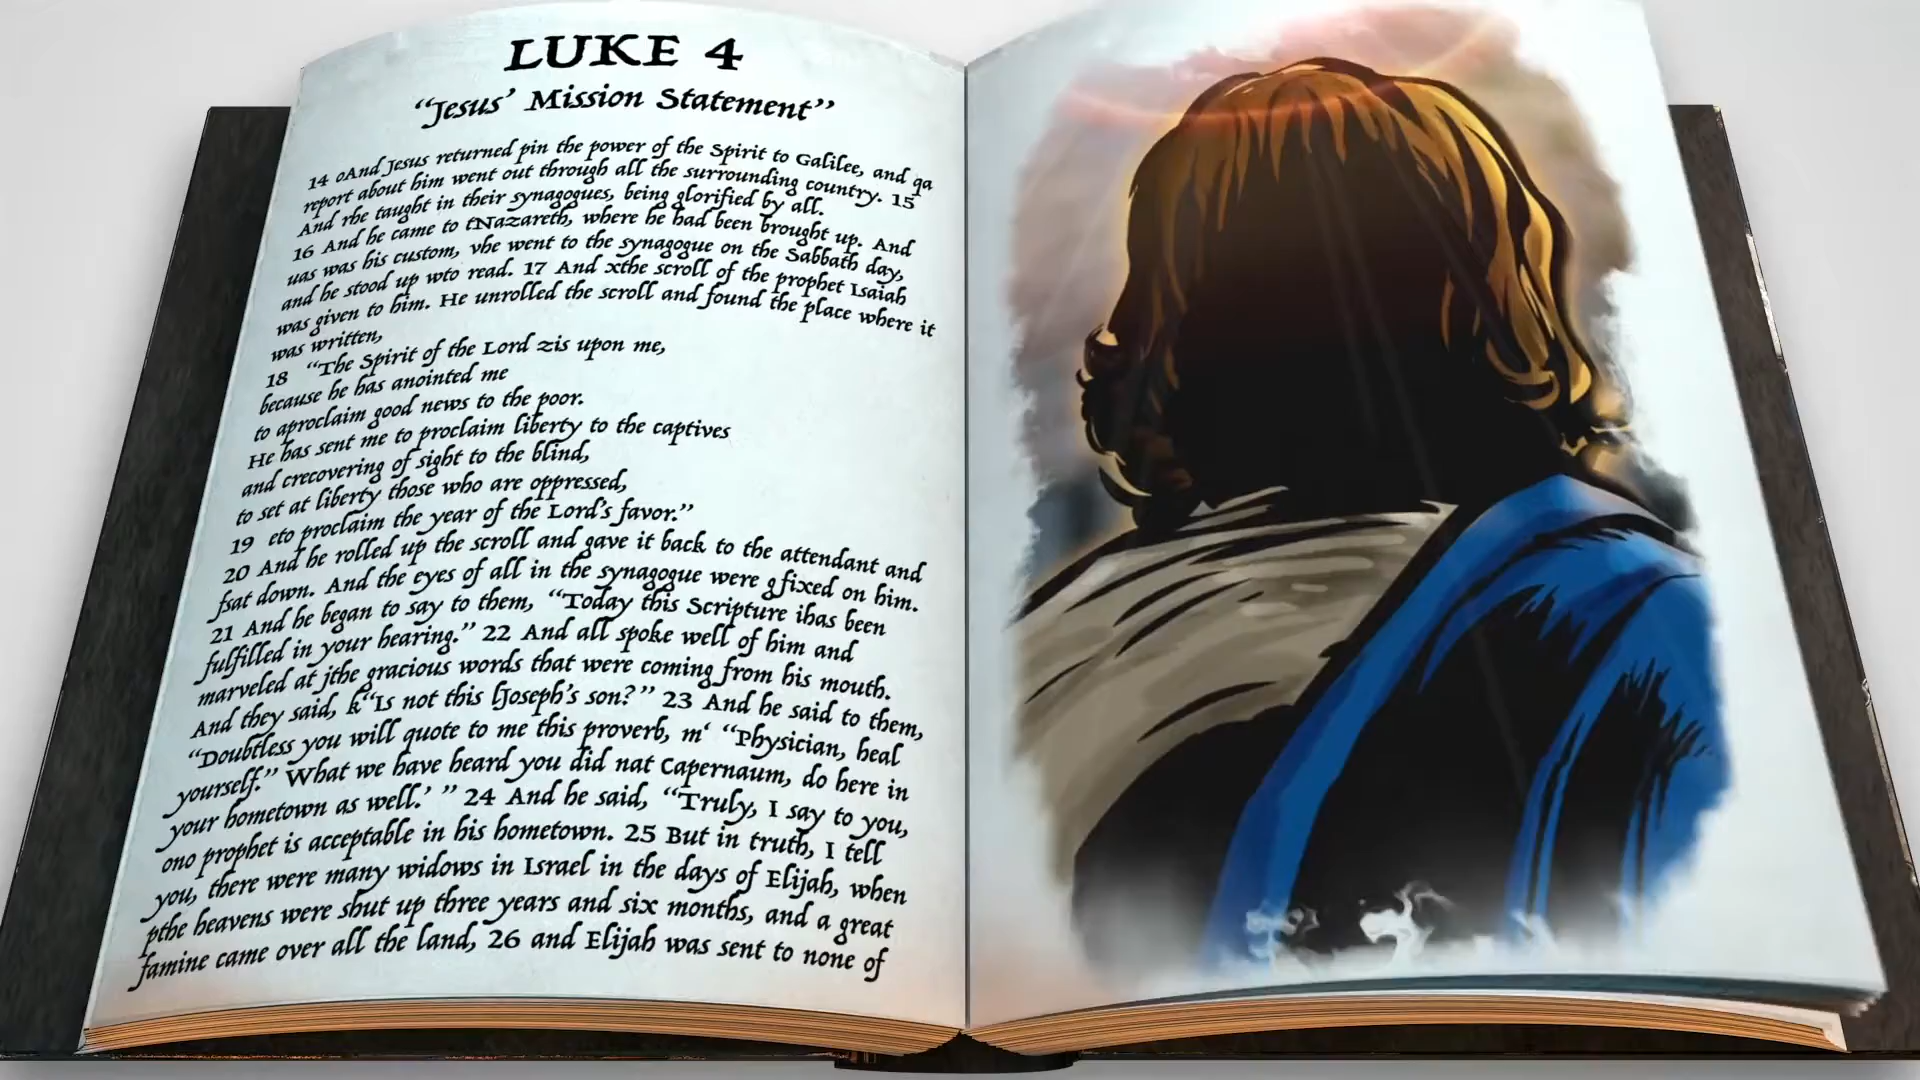 LUKE 4
“Jesus’ Mission Statement”
14 oAnd Jesus returned pin the power of the Spirit to Galilee, and qa
report about him went out through all the surrounding country. 15
And rhe taught in their synagogues, being glorified by all.
16 And he came to tNazareth, where he had been brought up. And
uas was his custom, vhe went to the synagogue on the Sabbath day,
and he stood up wto read. 17 And xthe scroll of the prophet Isaiah
was given to him. He unrolled the scroll and found the place where it
was written,
18 “The Spirit of the Lord zis upon me,
because he has anointed me
to aproclaim good news to the poor.
He has sent me to proclaim liberty to the captives
and crecovering of sight to the blind,
to set at liberty those who are oppressed,
19 eto proclaim the year of the Lord’s favor.”
20 And he rolled up the scroll and gave it back to the attendant and
fsat down. And the eyes of all in the synagogue were gfixed on him.
21 And he began to say to them, “Today this Scripture ihas been
fulfilled in your hearing.” 22 And all spoke well of him and
marveled at jthe gracious words that were coming from his mouth.
And they said, k“Is not this lJoseph’s son?” 23 And he said to them,
“Doubtless you will quote to me this proverb, m‘ “Physician, heal
yourself.” What we have heard you did nat Capernaum, do here in
your hometown as well.’ ” 24 And he said, “Truly, I say to you,
ono prophet is acceptable in his hometown. 25 But in truth, I tell
you, there were many widows in Israel in the days of Elijah, when
pthe heavens were shut up three years and six months, and a great
famine came over all the land, 26 and Elijah was sent to none of